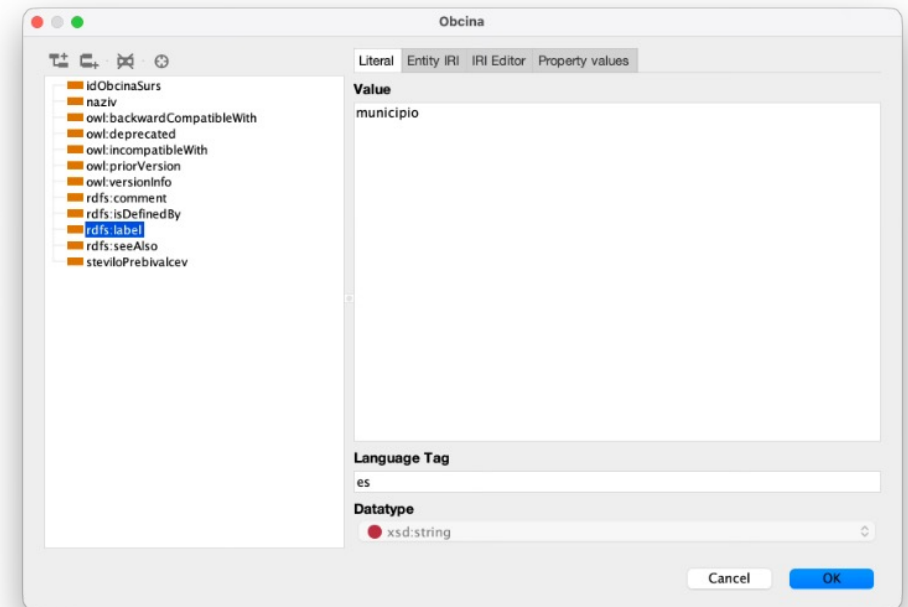 Obcina
idObcinaSurs
naziv
owl:backwardCompatibleWith
owl:deprecated
owl:incompatibleWith
owl:priorVersion
owl:versionInfo
rdfs:comment
rdfs:isDefinedBy
rdfs:label
rdfs:seeAlso
steviloPrebivalcev
Literal Entity IRI IRI Editor Property values
Value
municipio
Language Tag
es
Datatype
xsd:string
Cancel OK